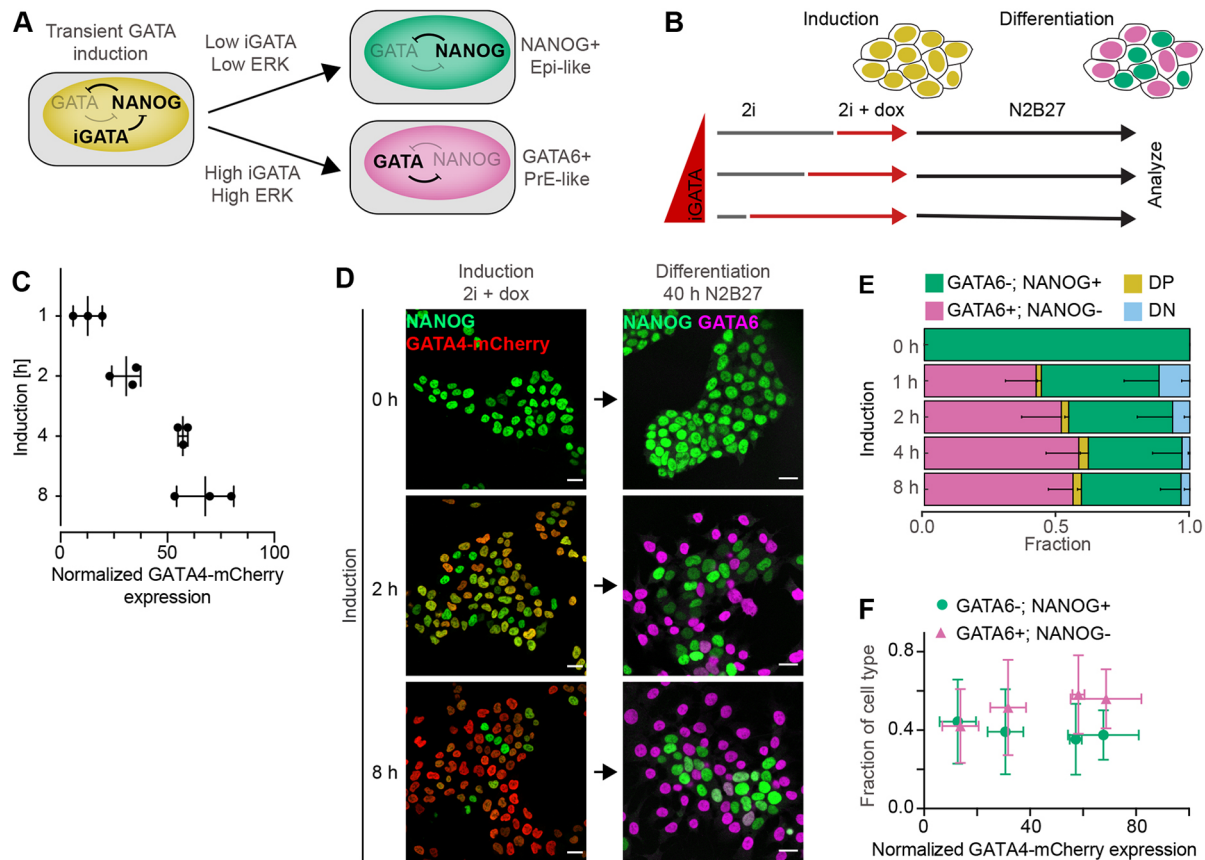 A
Transient GATA
induction
GATA NANOG
iGATA
Low iGATA
Low ERK
High iGATA
High ERK
GATA NANOG
NANOG+
Epi-like
GATA NANOG
GATA6+
PrE-like
B
Induction
Differentiation
2i
2i + dox
N2B27
iGATA
Analyze
C
Induction [h]
1
2
4
8
0
50
100
Normalized GATA4-mCherry
expression
D
Induction
2i + dox
Differentiation
40 h N2B27
NANOG
GATA4-mCherry
NANOG GATA6
Induction
0 h
2 h
8 h
E
GATA6-; NANOG+
DP
GATA6+; NANOG-
DN
Induction
0 h
1 h
2 h
4 h
8 h
0.0
0.5
1.0
Fraction
F
GATA6-; NANOG+
GATA6+; NANOG-
Fraction of cell type
0.8
0.4
0.0
0
40
80
Normalized GATA4-mCherry expression